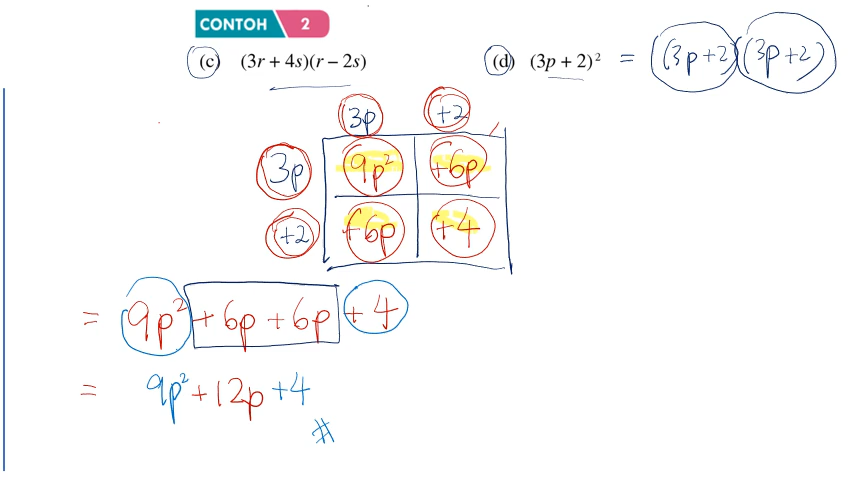 CONTOH 2
(c) (3r + 4s)(r − 2s)
(d) (3p + 2)² = (3p+2)(3p+2)
3p +2
3p 9p² +6p
+2 +6p +4
= 9p² +6p +6p +4
= 9p² +12p +4
#